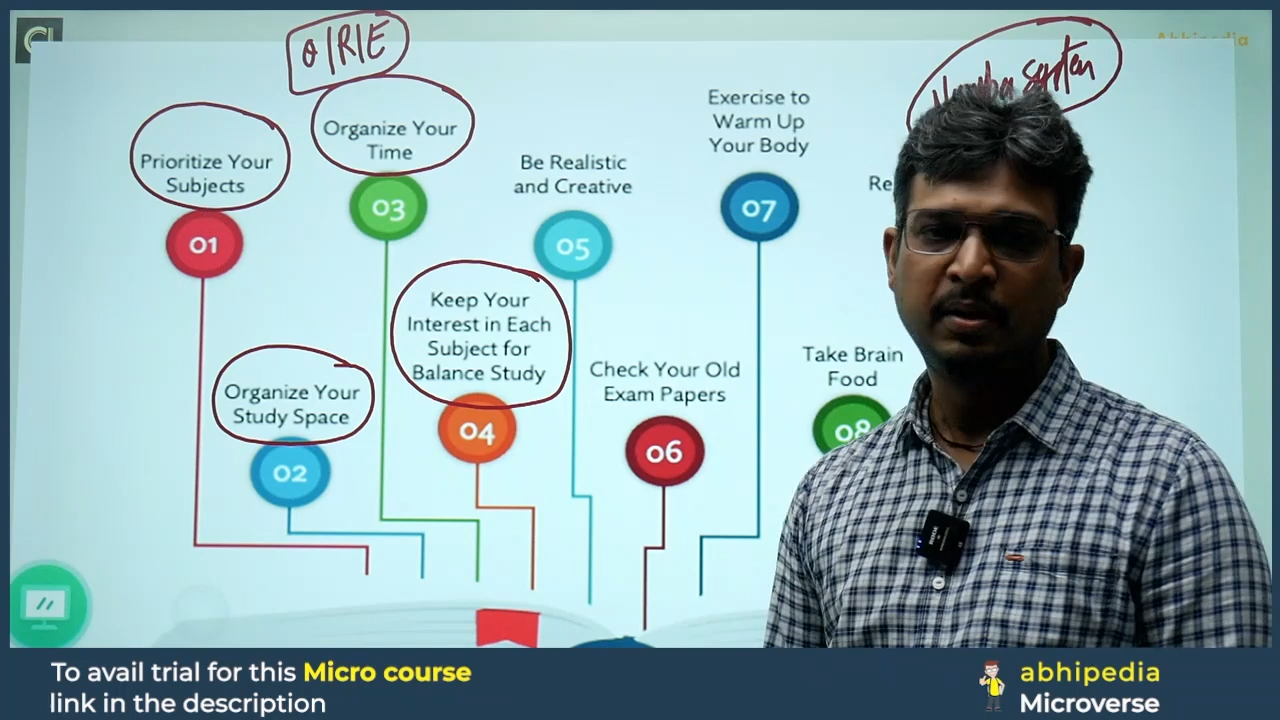 Q|R|E
Abhipedia
Prioritize Your
Subjects
01
Organize Your
Study Space
02
Organize Your
Time
03
Keep Your
Interest in Each
Subject for
Balance Study
04
Be Realistic
and Creative
05
Check Your Old
Exam Papers
06
Exercise to
Warm Up
Your Body
07
Take Brain
Food
08
Re
To avail trial for this Micro course
link in the description
abhipedia
Microverse